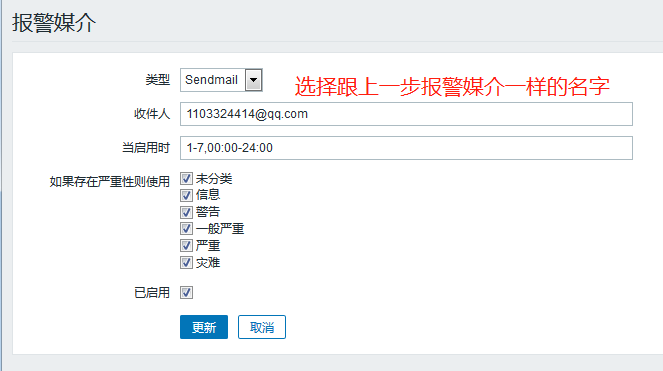 报警媒介
类型 Sendmail 选择跟上一步报警媒介一样的名字
收件人 1103324414@qq.com
当启用时 1-7,00:00-24:00
如果存在严重性则使用 未分类
信息
警告
一般严重
严重
灾难
已启用
更新 取消